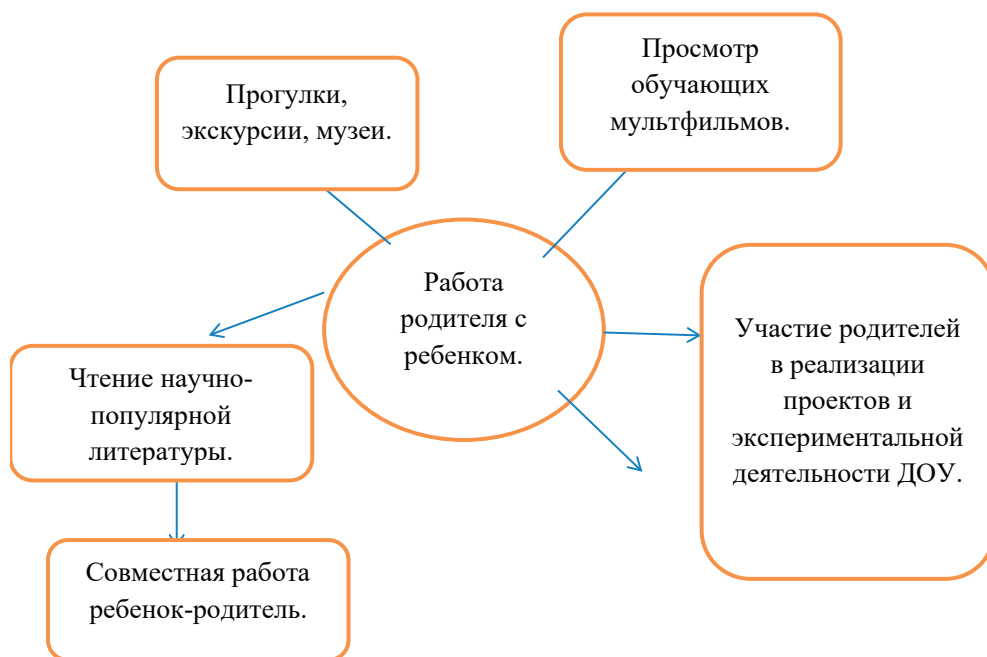 Прогулки,
экскурсии, музеи.
Просмотр
обучающих
мультфильмов.
Работа
родителя с
ребенком.
Участие родителей
в реализации
проектов и
экспериментальной
деятельности ДОУ.
Чтение научно-
популярной
литературы.
Совместная работа
ребенок-родитель.